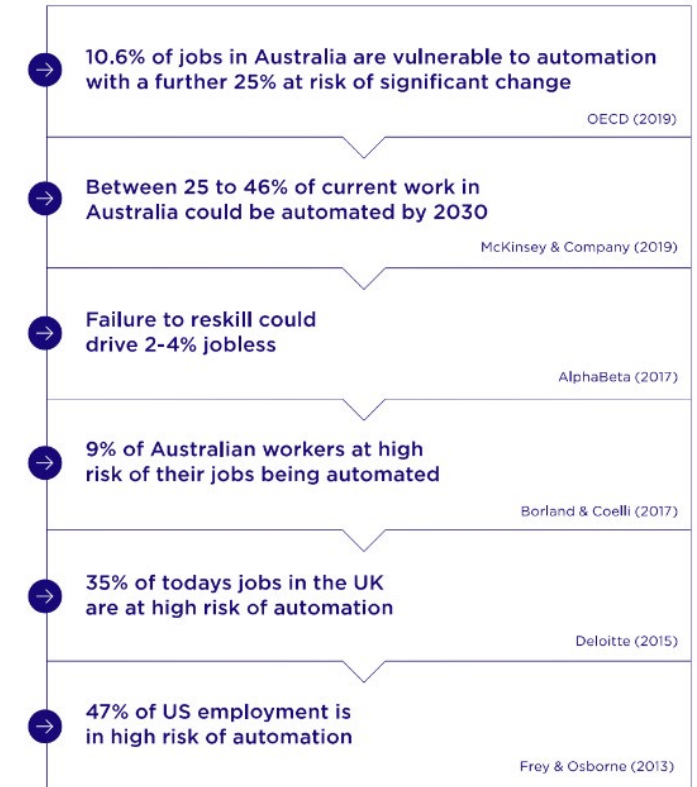 10.6% of jobs in Australia are vulnerable to automation
with a further 25% at risk of significant change
OECD (2019)
Between 25 to 46% of current work in
Australia could be automated by 2030
McKinsey & Company (2019)
Failure to reskill could
drive 2-4% jobless
AlphaBeta (2017)
9% of Australian workers at high
risk of their jobs being automated
Borland & Coelli (2017)
35% of todays jobs in the UK
are at high risk of automation
Deloitte (2015)
47% of US employment is
in high risk of automation
Frey & Osborne (2013)